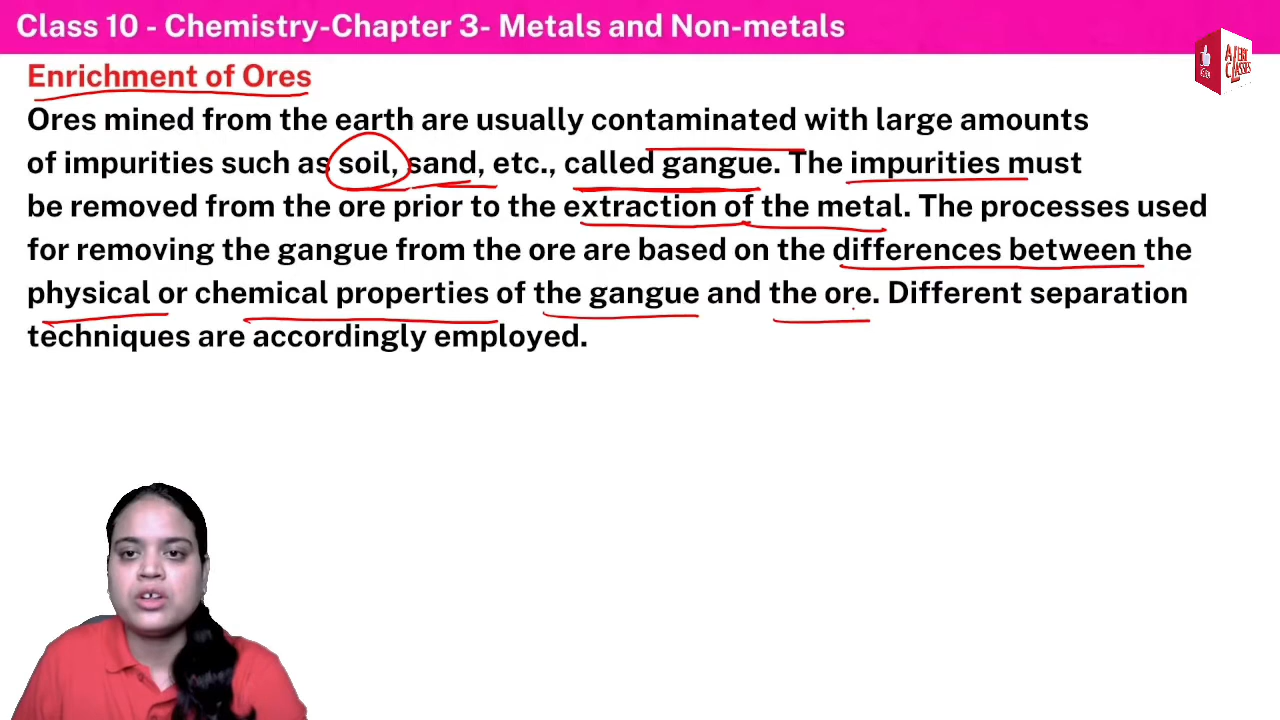 Class 10 - Chemistry-Chapter 3- Metals and Non-metals
Enrichment of Ores
Ores mined from the earth are usually contaminated with large amounts
of impurities such as soil, sand, etc., called gangue. The impurities must
be removed from the ore prior to the extraction of the metal. The processes used
for removing the gangue from the ore are based on the differences between the
physical or chemical properties of the gangue and the ore. Different separation
techniques are accordingly employed.